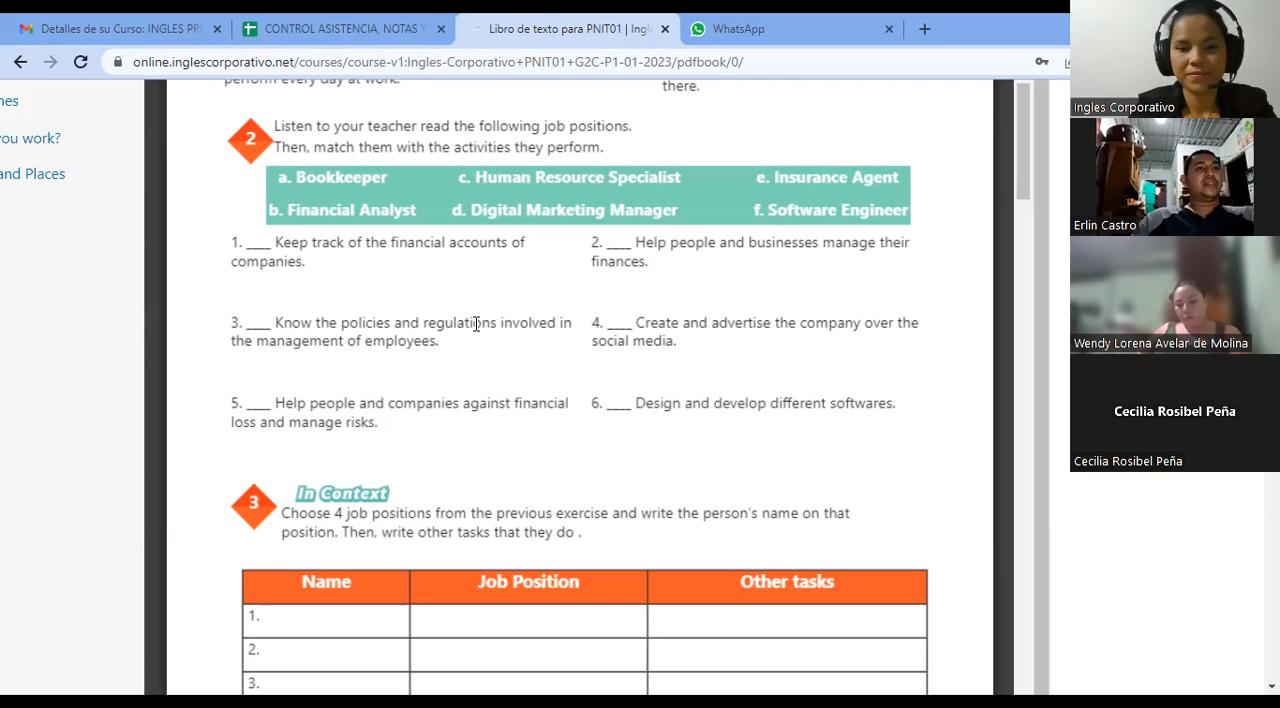 Detalles de su Curso: INGLES PR
CONTROL ASISTENCIA, NOTAS Y
Libro de texto para PNIT01 | Ingl
WhatsApp
online.inglescorporativo.net/courses/course-v1:Ingles-Corporativo+PNIT01+G2C-P1-01-2023/pdfbook/0/
nes
ou work?
and Places
perform every day at work.
there.
2
Listen to your teacher read the following job positions.
Then, match them with the activities they perform.
a. Bookkeeper c. Human Resource Specialist e. Insurance Agent
b. Financial Analyst d. Digital Marketing Manager f. Software Engineer
1. ____ Keep track of the financial accounts of
companies.
2. ____ Help people and businesses manage their
finances.
3. ____ Know the policies and regulations involved in
the management of employees.
4. ____ Create and advertise the company over the
social media.
5. ____ Help people and companies against financial
loss and manage risks.
6. ____ Design and develop different softwares.
3
In Context
Choose 4 job positions from the previous exercise and write the person's name on that
position. Then, write other tasks that they do .
Name Job Position Other tasks
1.
2.
3.
Ingles Corporativo
Erlin Castro
Wendy Lorena Avelar de Molina
Cecilia Rosibel Peña
Cecilia Rosibel Peña